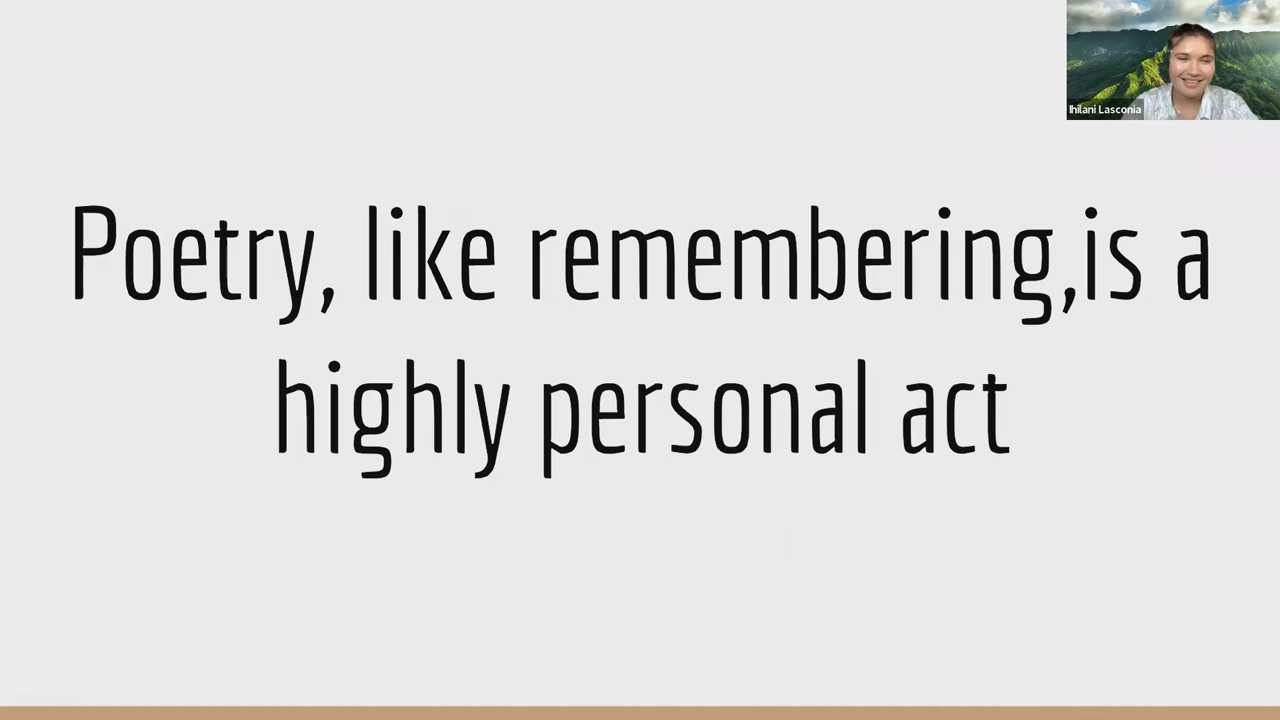 Ihilani Lasconia
Poetry, like remembering,is a
highly personal act